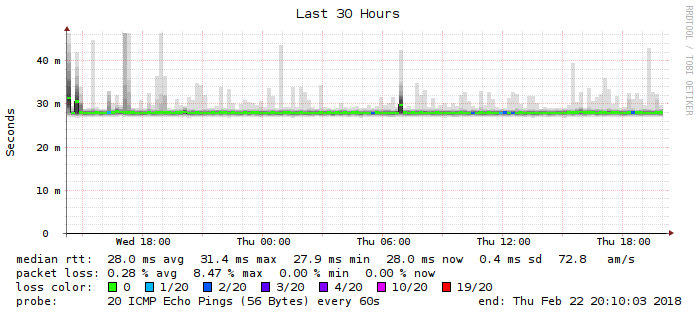 Last 30 Hours
RRDTOOL / TOBI OETIKER
Seconds
40 m
30 m
20 m
10 m
0
Wed 18:00 Thu 00:00 Thu 06:00 Thu 12:00 Thu 18:00
median rtt: 28.0 ms avg 31.4 ms max 27.9 ms min 28.0 ms now 0.4 ms sd 72.8 am/s
packet loss: 0.28 % avg 8.47 % max 0.00 % min 0.00 % now
loss color: 0 1/20 2/20 3/20 4/20 10/20 19/20
probe: 20 ICMP Echo Pings (56 Bytes) every 60s end: Thu Feb 22 20:10:03 2018